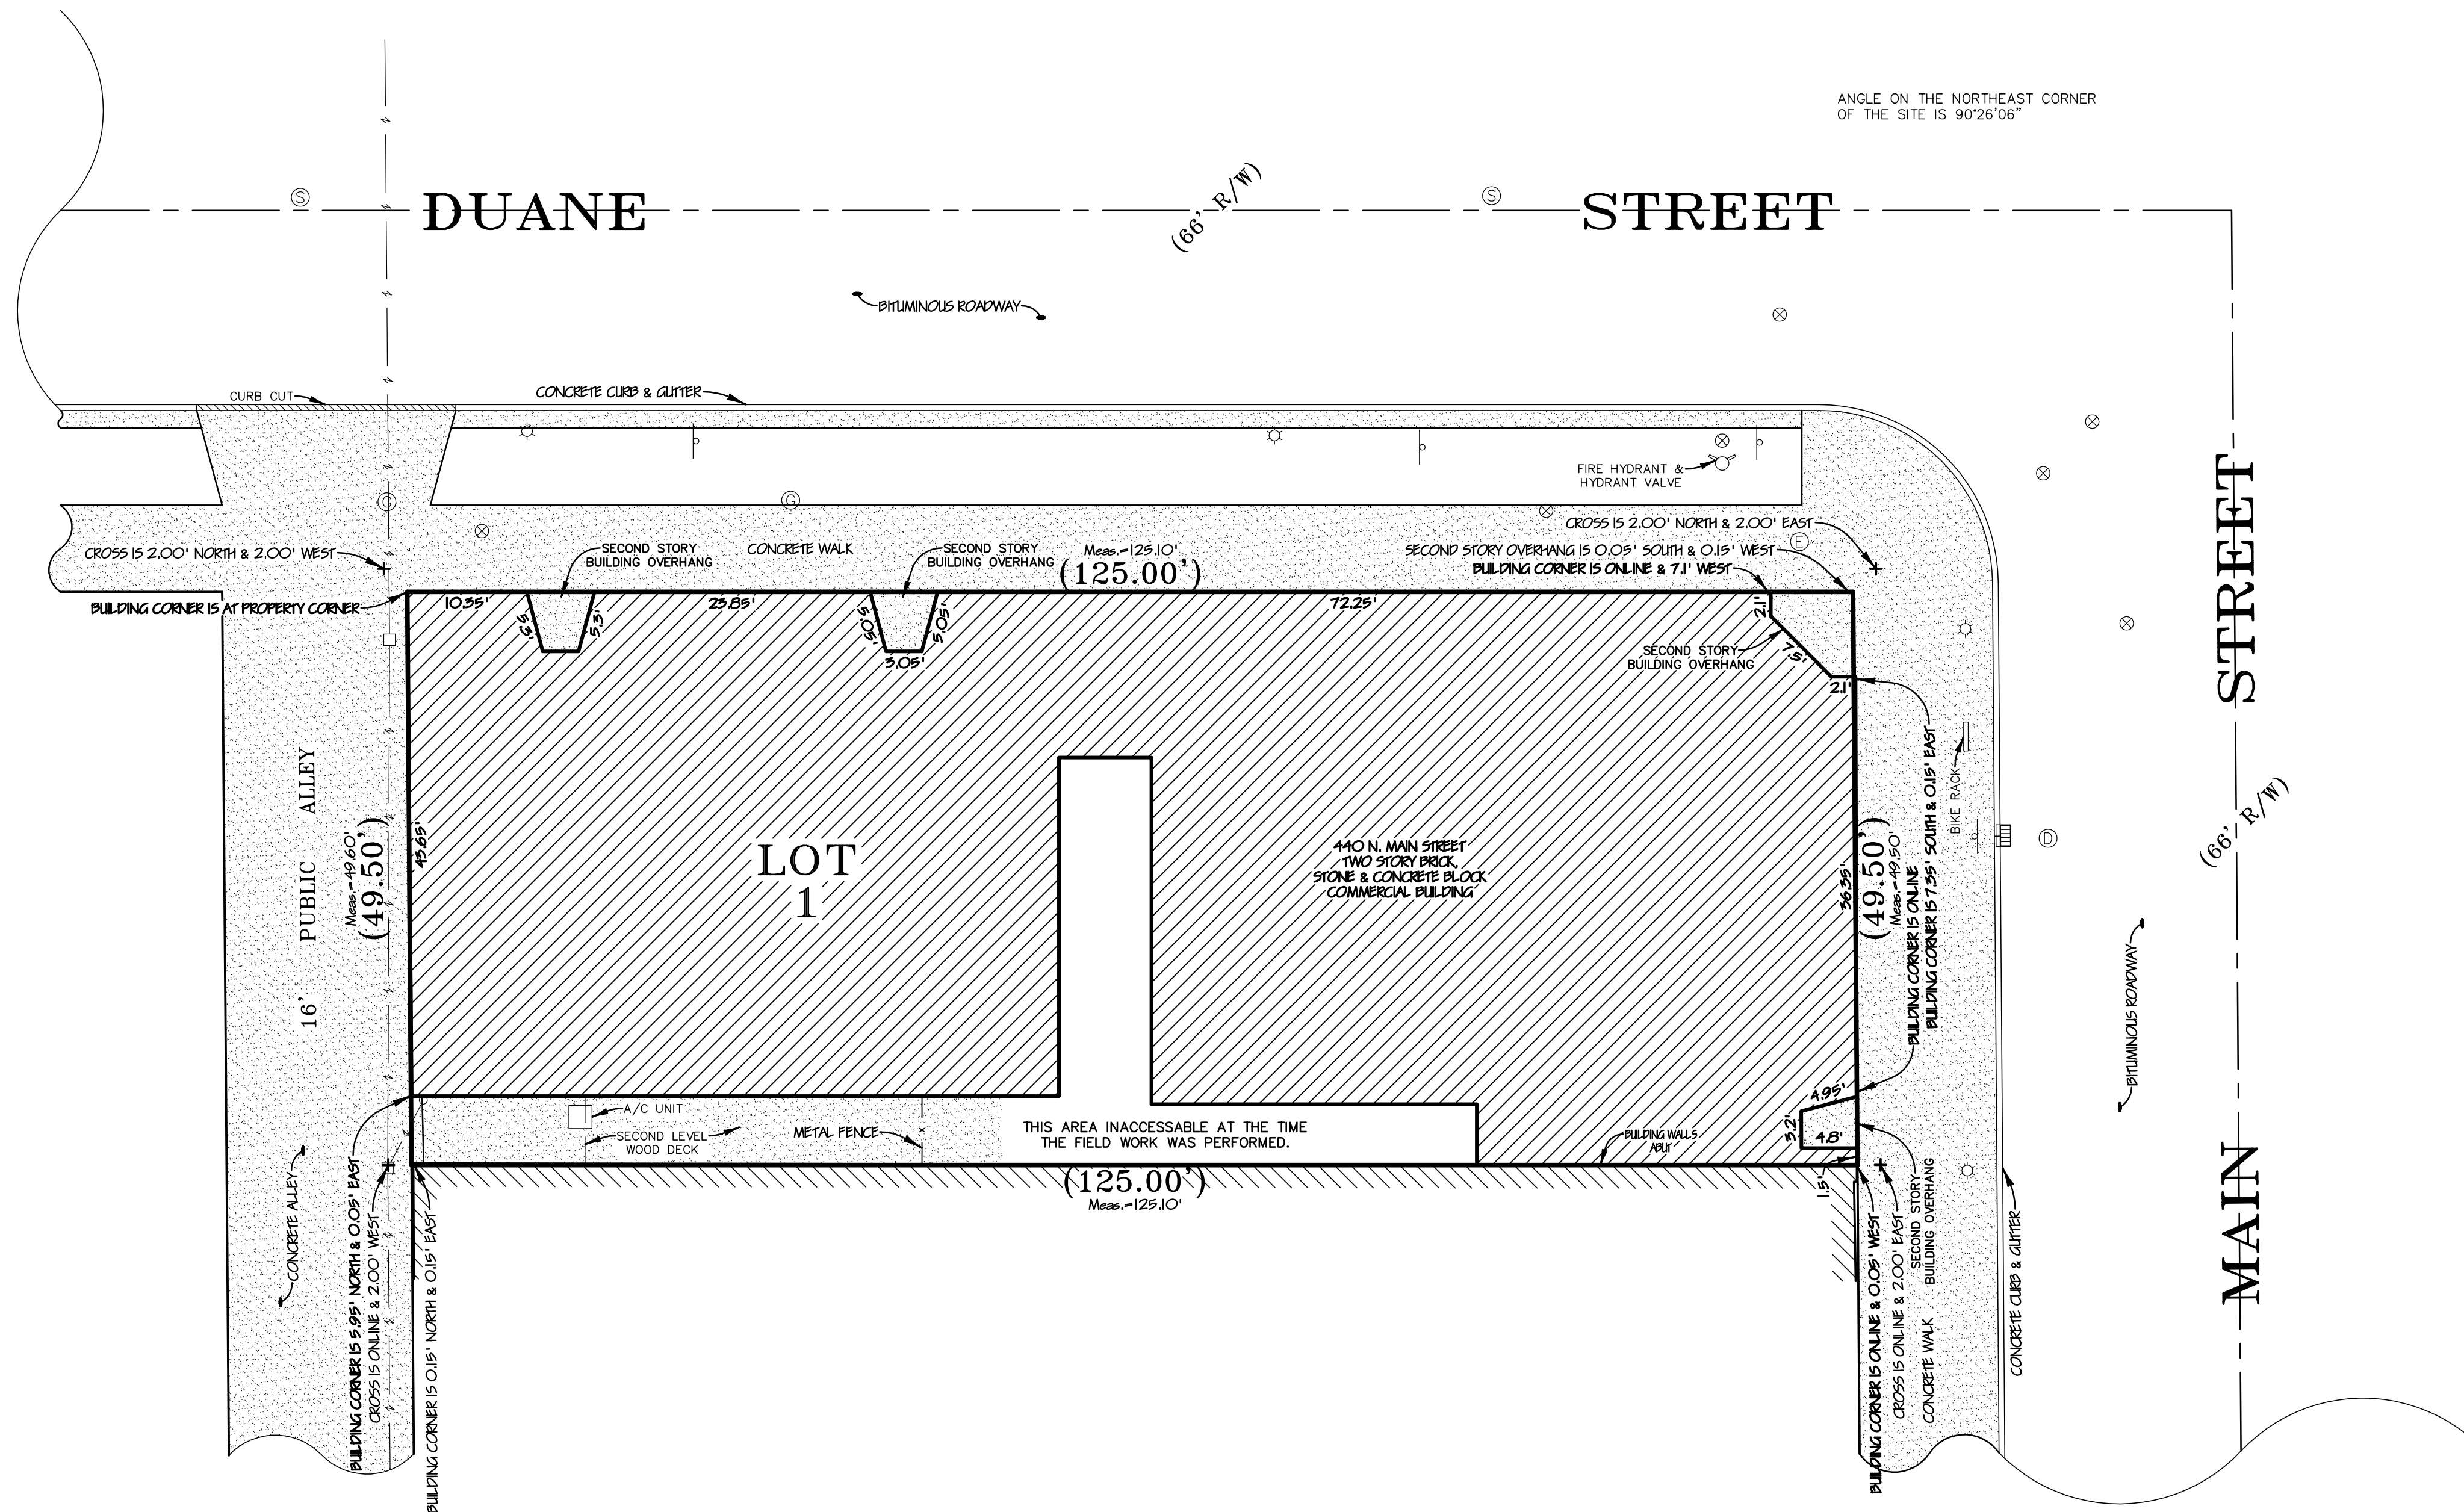 ANGLE ON THE NORTHEAST CORNER
OF THE SITE IS 90°26'06"
S
S
DUANE STREET
(66' R/W)
BITUMINOUS ROADWAY
CURB CUT
CONCRETE CURB & GUTTER
FIRE HYDRANT &
HYDRANT VALVE
G
G
CROSS IS 2.00' NORTH & 2.00' EAST
E
CROSS IS 2.00' NORTH & 2.00' WEST
SECOND STORY
BUILDING OVERHANG
CONCRETE WALK
SECOND STORY
BUILDING OVERHANG
Meas.=125.10'
(125.00')
SECOND STORY OVERHANG IS 0.05' SOUTH & 0.15' WEST
BUILDING CORNER IS ONLINE & 7.1' WEST
BUILDING CORNER IS AT PROPERTY CORNER
10.35'
23.85'
72.25'
5.3'
5.3'
5.05'
5.05'
3.05'
2.1'
7.5'
2.1'
SECOND STORY
BUILDING OVERHANG
STREET
MAIN
(66' R/W)
BITUMINOUS ROADWAY
D
BIKE RACK
16' PUBLIC ALLEY
Meas.=49.60'
(49.50')
43.65'
LOT
1
440 N. MAIN STREET
TWO STORY BRICK,
STONE & CONCRETE BLOCK
COMMERCIAL BUILDING
36.35'
(49.50')
Meas.=49.50'
BUILDING CORNER IS ONLINE
BUILDING CORNER IS 7.35' SOUTH & 0.15' EAST
4.95'
3.2'
4.8'
1.5'
A/C UNIT
SECOND LEVEL
WOOD DECK
METAL FENCE
x
THIS AREA INACCESSABLE AT THE TIME
THE FIELD WORK WAS PERFORMED.
BUILDING WALLS
ABUT
(125.00')
Meas.=125.10'
CONCRETE ALLEY
BUILDING CORNER IS 5.95' NORTH & 0.05' EAST
CROSS IS ONLINE & 2.00' WEST
BUILDING CORNER IS 0.15' NORTH & 0.15' EAST
BUILDING CORNER IS ONLINE & 0.05' WEST
CROSS IS ONLINE & 2.00' EAST
SECOND STORY
BUILDING OVERHANG
CONCRETE WALK
CONCRETE CURB & GUTTER